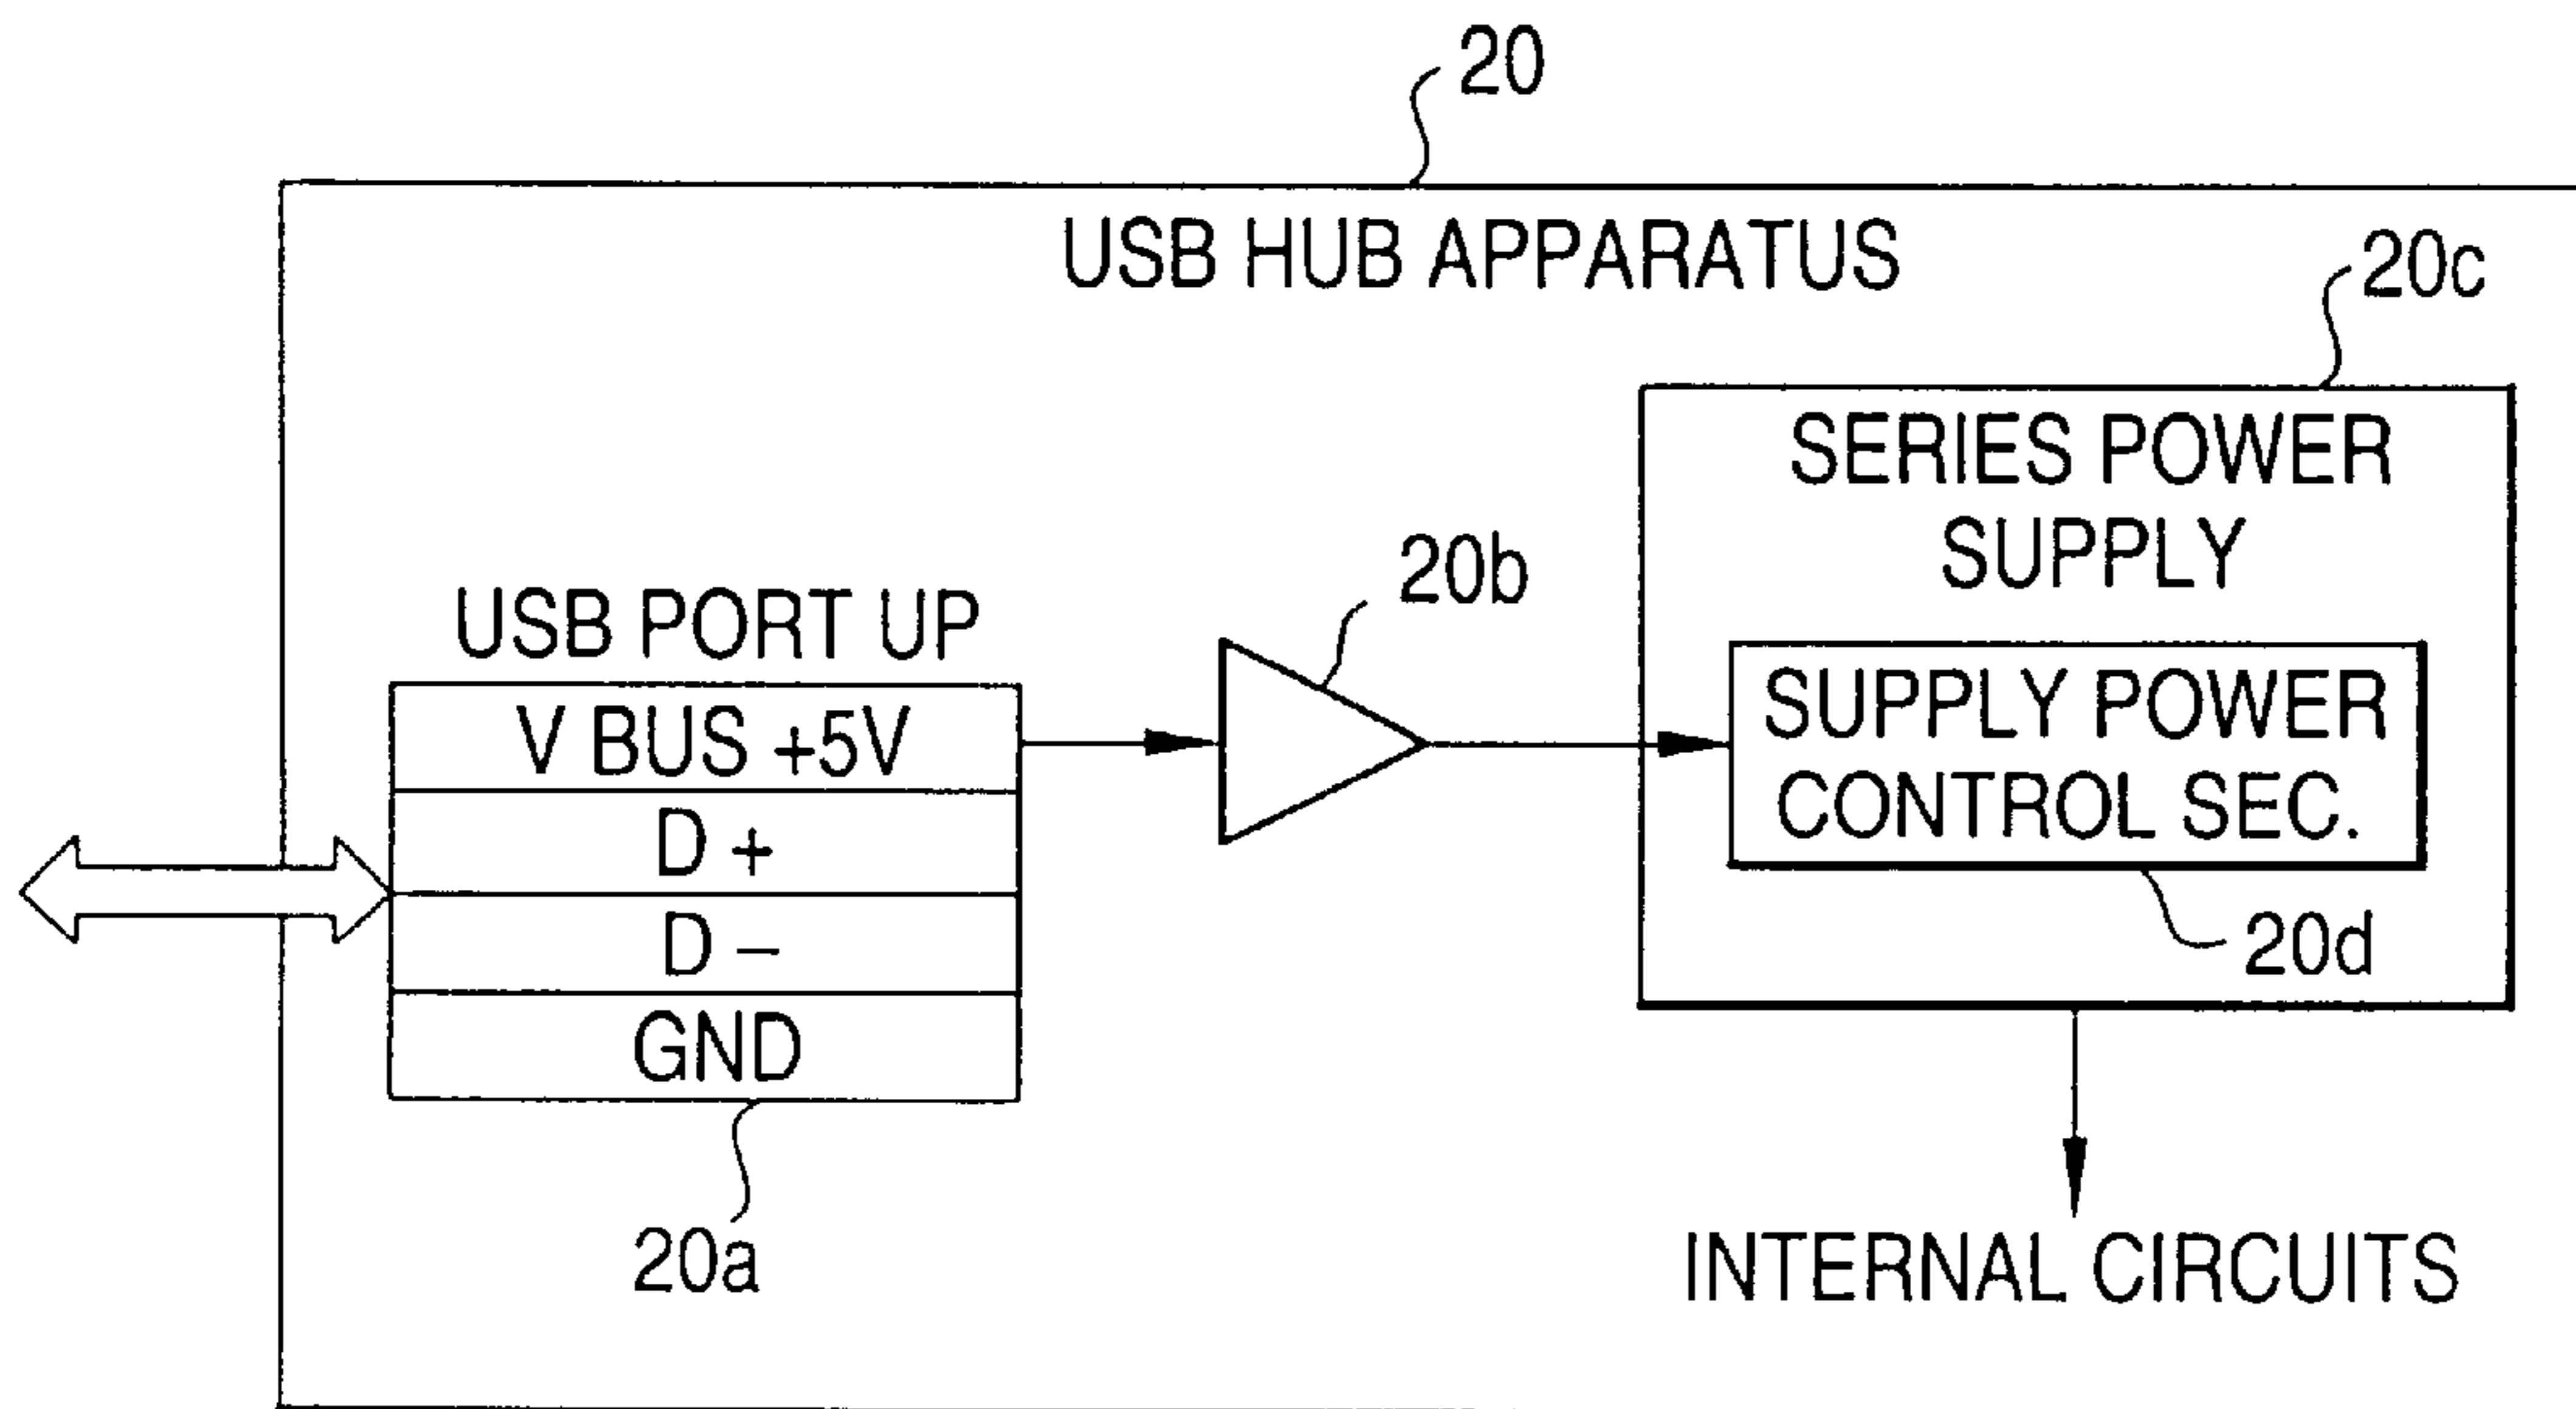 20
USB HUB APPARATUS
20c
SERIES POWER
SUPPLY
20b
USB PORT UP
V BUS +5V
D +
D −
GND
SUPPLY POWER
CONTROL SEC.
20d
20a
INTERNAL CIRCUITS